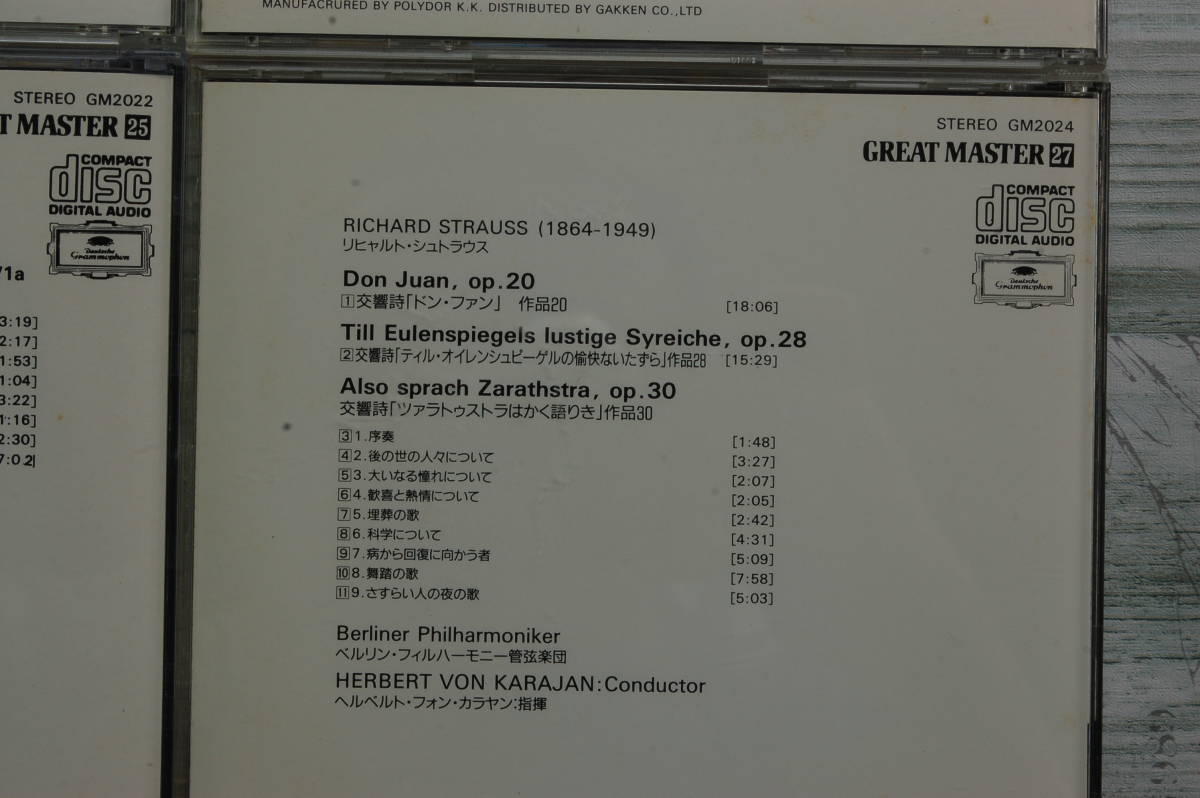 MANUFACRURED BY POLYDOR K.K. DISTRIBUTED BY GAKKEN CO.,LTD
STEREO GM2022
T MASTER 25
COMPACT
disc
DIGITAL AUDIO
Deutsche
Grammophon
71a
3:19]
2:17]
1:53]
1:04]
3:22]
1:16]
2:30]
7:02]
STEREO GM2024
GREAT MASTER 27
COMPACT
disc
DIGITAL AUDIO
Deutsche
Grammophon
RICHARD STRAUSS (1864-1949)
リヒャルト・シュトラウス
Don Juan, op.20
1 交響詩「ドン・ファン」 作品20 [18:06]
Till Eulenspiegels lustige Syreiche, op.28
2 交響詩「ティル・オイレンシュピーゲルの愉快ないたずら」作品28 [15:29]
Also sprach Zarathstra, op.30
交響詩「ツァラトゥストラはかく語りき」作品30
3 1.序奏 [1:48]
4 2.後の世の人々について [3:27]
5 3.大いなる憧れについて [2:07]
6 4.歓喜と熱情について [2:05]
7 5.埋葬の歌 [2:42]
8 6.科学について [4:31]
9 7.病から回復に向かう者 [5:09]
10 8.舞踏の歌 [7:58]
11 9.さすらい人の夜の歌 [5:03]
Berliner Philharmoniker
ベルリン・フィルハーモニー管弦楽団
HERBERT VON KARAJAN:Conductor
ヘルベルト・フォン・カラヤン:指揮